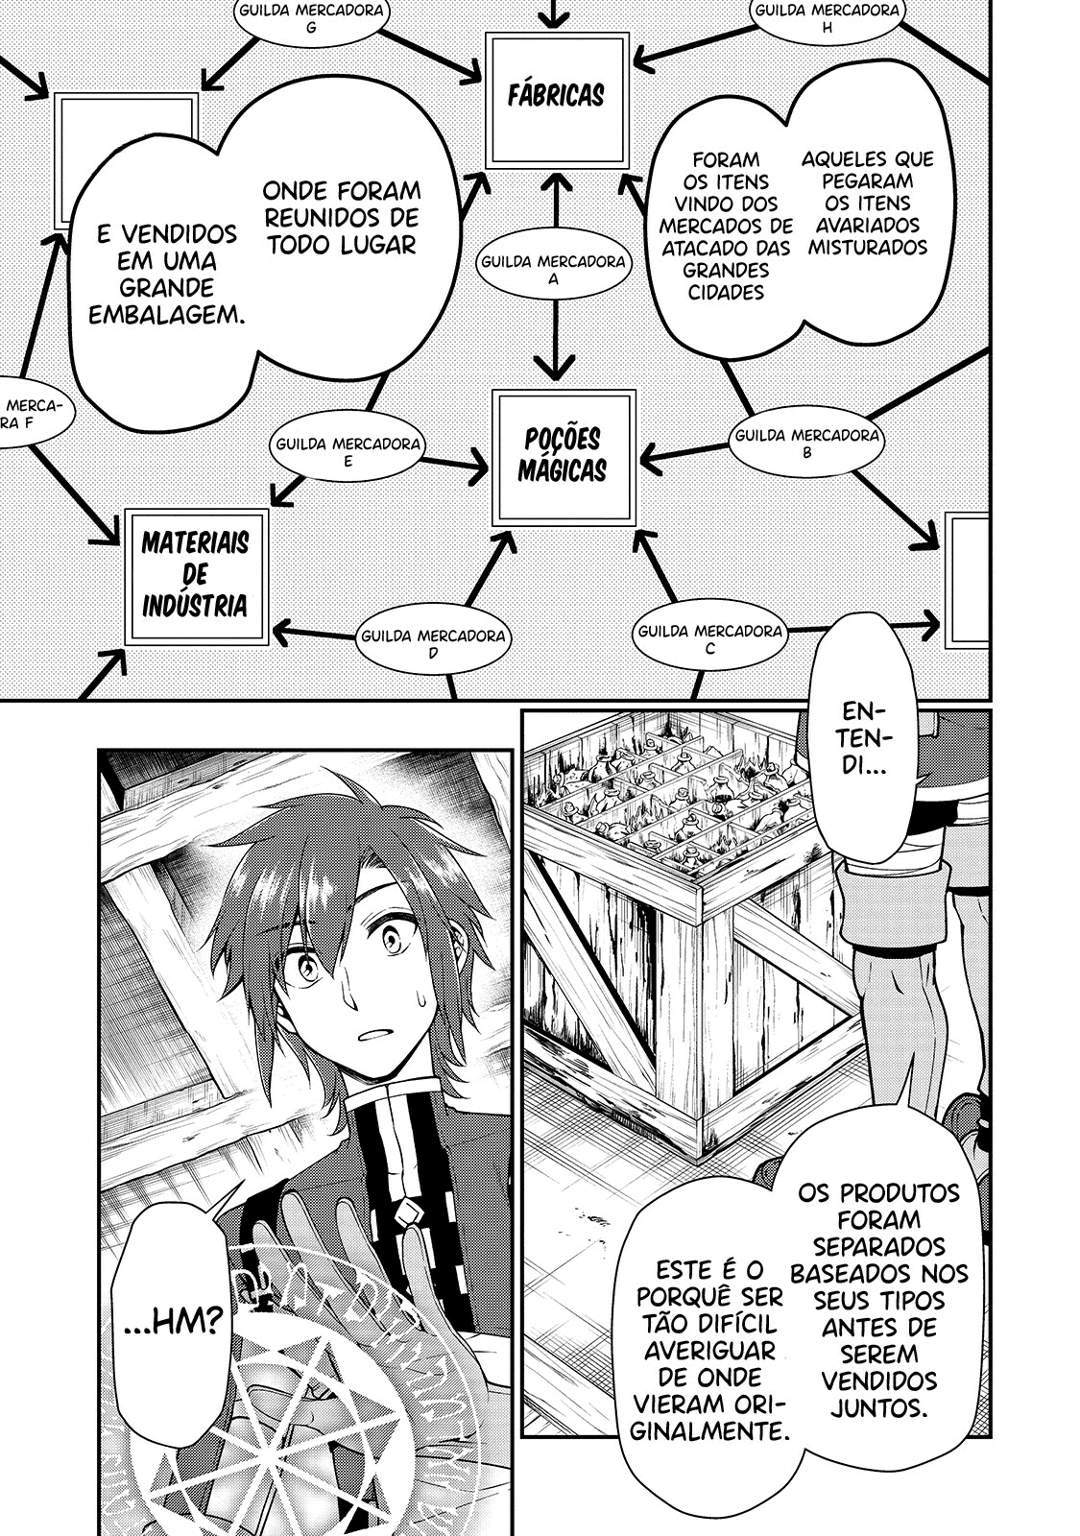 GUILDA MERCADORA
G
GUILDA MERCADORA
H
FÁBRICAS
AQUELES QUE
PEGARAM
OS ITENS
AVARIADOS
MISTURADOS
FORAM
OS ITENS
VINDO DOS
MERCADOS DE
ATACADO DAS
GRANDES
CIDADES
ONDE FORAM
REUNIDOS DE
TODO LUGAR
E VENDIDOS
EM UMA
GRANDE
EMBALAGEM.
GUILDA MERCADORA
A
MERCA-
RA F
GUILDA MERCADORA
E
POÇÕES
MÁGICAS
GUILDA MERCADORA
B
MATERIAIS
DE
INDÚSTRIA
GUILDA MERCADORA
D
GUILDA MERCADORA
C
EN-
TEN-
DI...
OS PRODUTOS
FORAM
SEPARADOS
BASEADOS NOS
SEUS TIPOS
ANTES DE
SEREM
VENDIDOS
JUNTOS.
ESTE É O
PORQUÊ SER
TÃO DIFÍCIL
AVERIGUAR
DE ONDE
VIERAM ORI-
GINALMENTE.
...HM?